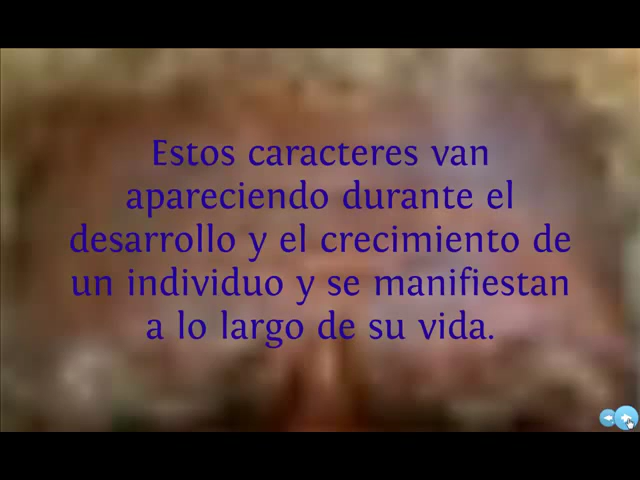 Estos caracteres van
apareciendo durante el
desarrollo y el crecimiento de
un individuo y se manifiestan
a lo largo de su vida.